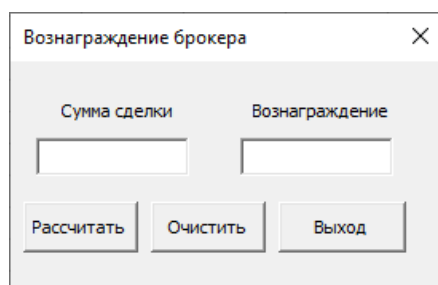 Вознаграждение брокера
Сумма сделки Вознаграждение
Рассчитать Очистить Выход